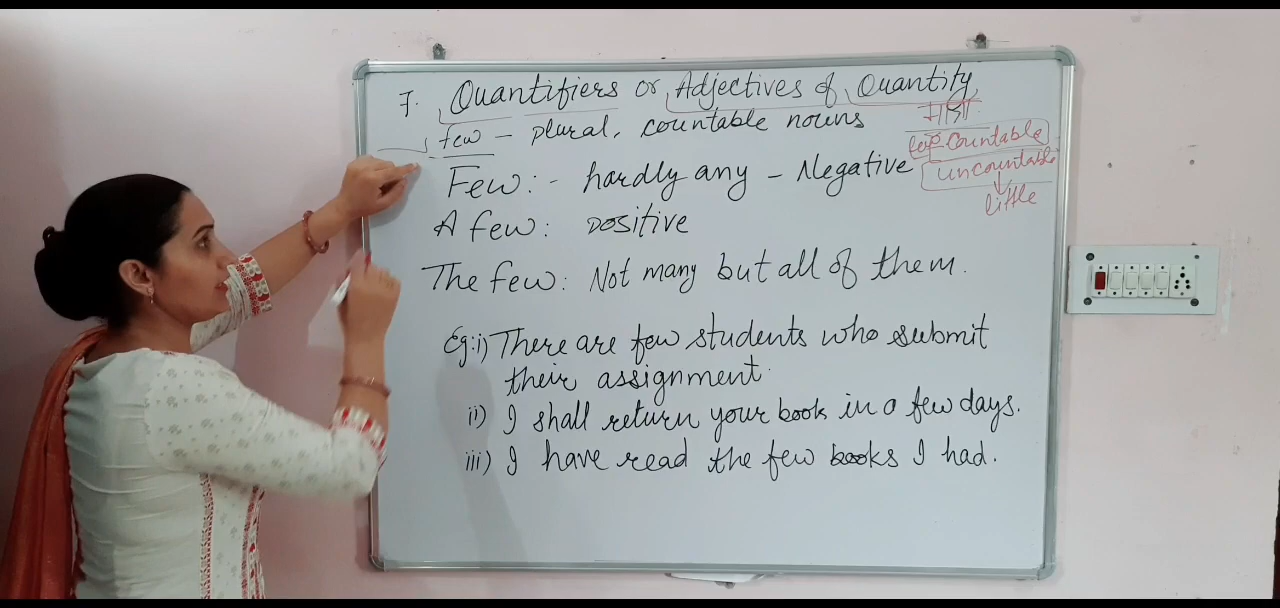 7. Quantifiers or Adjectives of Quantity
few - plural, countable nouns
few Countable
uncountable
little
Few :- hardly any - Negative
A few : positive
The few : Not many but all of them.
Eg: i) There are few students who submit
their assignment.
ii) I shall return your book in a few days.
iii) I have read the few books I had.